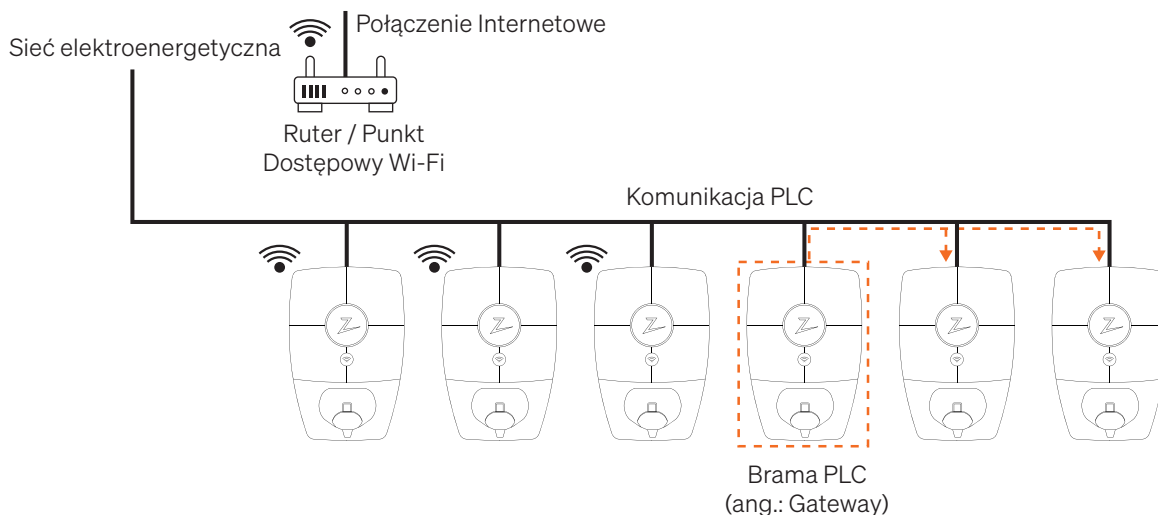 Połączenie Internetowe
Sieć elektroenergetyczna
Ruter / Punkt
Dostępowy Wi-Fi
Komunikacja PLC
Brama PLC
(ang.: Gateway)